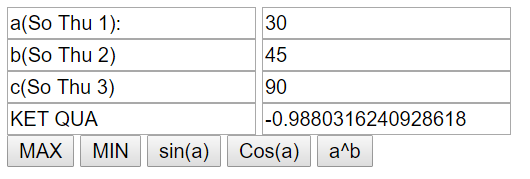 a(So Thu 1): 30
b(So Thu 2) 45
c(So Thu 3) 90
KET QUA -0.9880316240928618
MAX MIN sin(a) Cos(a) a^b